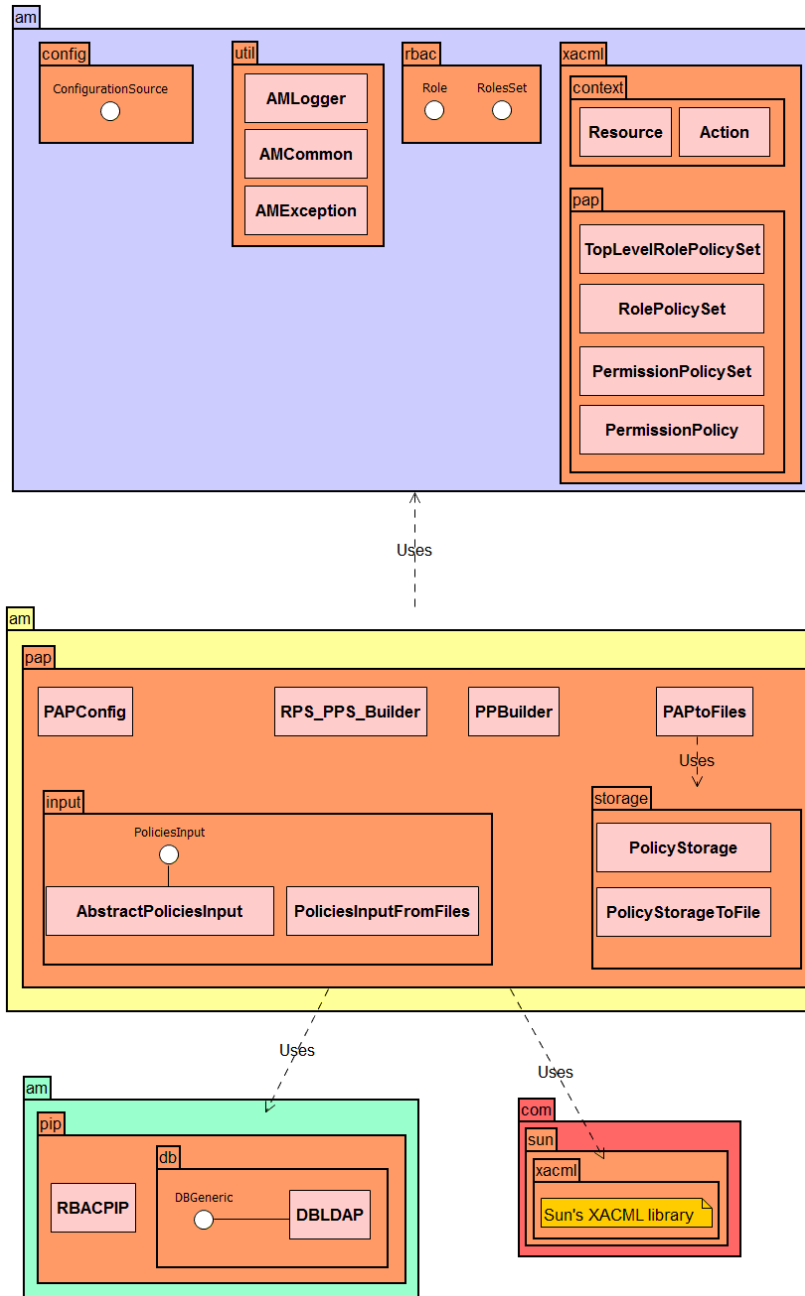 am
config
ConfigurationSource
util
AMLogger
AMCommon
AMException
rbac
Role RolesSet
xacml
context
Resource Action
pap
TopLevelRolePolicySet
RolePolicySet
PermissionPolicySet
PermissionPolicy
Uses
am
pap
PAPConfig
RPS_PPS_Builder
PPBuilder
PAPtoFiles
Uses
input
PoliciesInput
AbstractPoliciesInput
PoliciesInputFromFiles
storage
PolicyStorage
PolicyStorageToFile
Uses
Uses
am
pip
RBACPIP
db
DBGeneric
DBLDAP
com
sun
xacml
Sun's XACML library